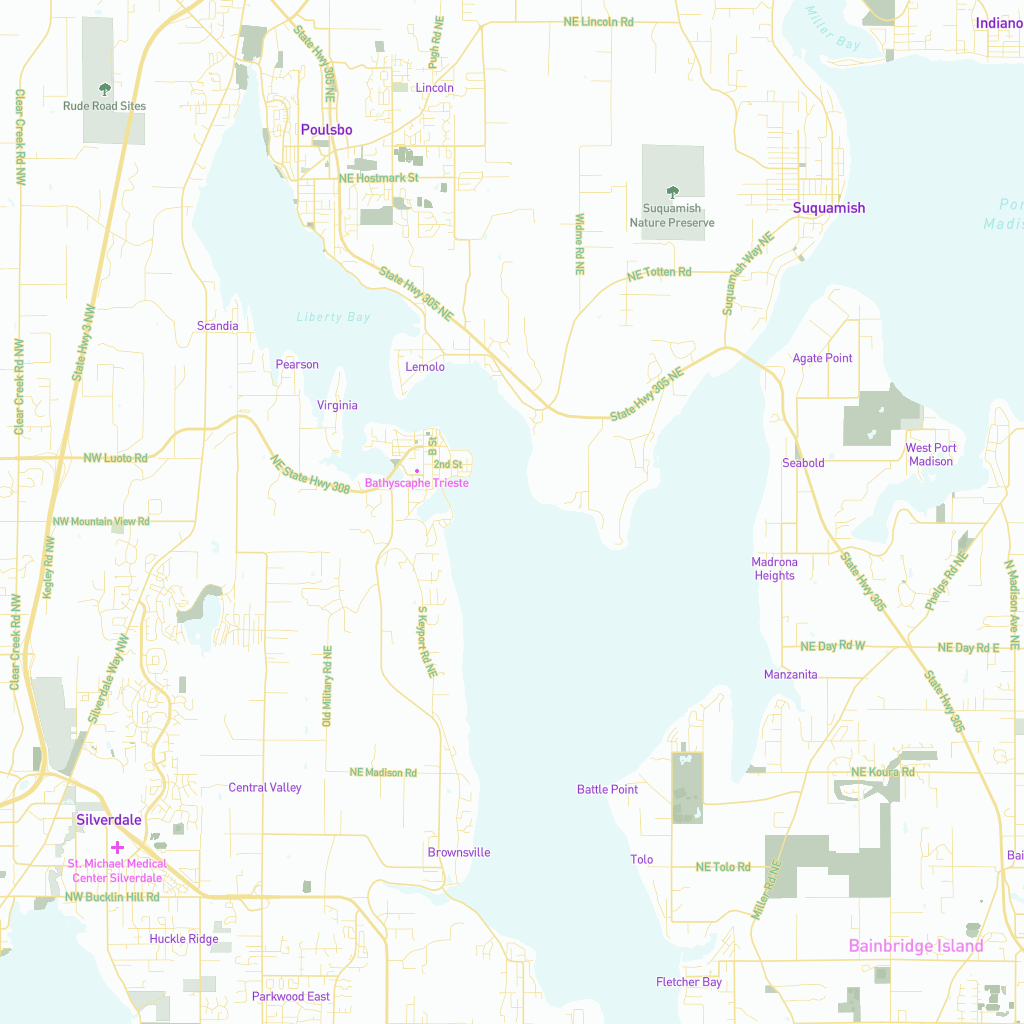 NE Lincoln Rd
Miller Bay
Indiano
State Hwy 305 NE
Pugh Rd NE
Lincoln
Rude Road Sites
Clear Creek Rd NW
Poulsbo
NE Hostmark St
Suquamish
Nature Preserve
Suquamish
Por
Madis
Widme Rd NE
Suquamish Way NE
NE Totten Rd
State Hwy 305 NE
State Hwy 3 NW
Scandia
Liberty Bay
Clear Creek Rd NW
Pearson
Lemolo
Agate Point
State Hwy 305 NE
Virginia
B St
2nd St
NW Luoto Rd
NE State Hwy 308
Bathyscaphe Trieste
Seabold
West Port
Madison
NW Mountain View Rd
Kegley Rd NW
Madrona
Heights
State Hwy 305
Phelps Rd NE
N Madison Ave NE
Clear Creek Rd NW
Silverdale Way NW
S Keyport Rd NE
Old Military Rd NE
NE Day Rd W
NE Day Rd E
Manzanita
State Hwy 305
NE Madison Rd
NE Koura Rd
Central Valley
Battle Point
Silverdale
St. Michael Medical
Center Silverdale
Brownsville
Tolo
NE Tolo Rd
Bai
Miller Rd NE
NW Bucklin Hill Rd
Huckle Ridge
Bainbridge Island
Fletcher Bay
Parkwood East